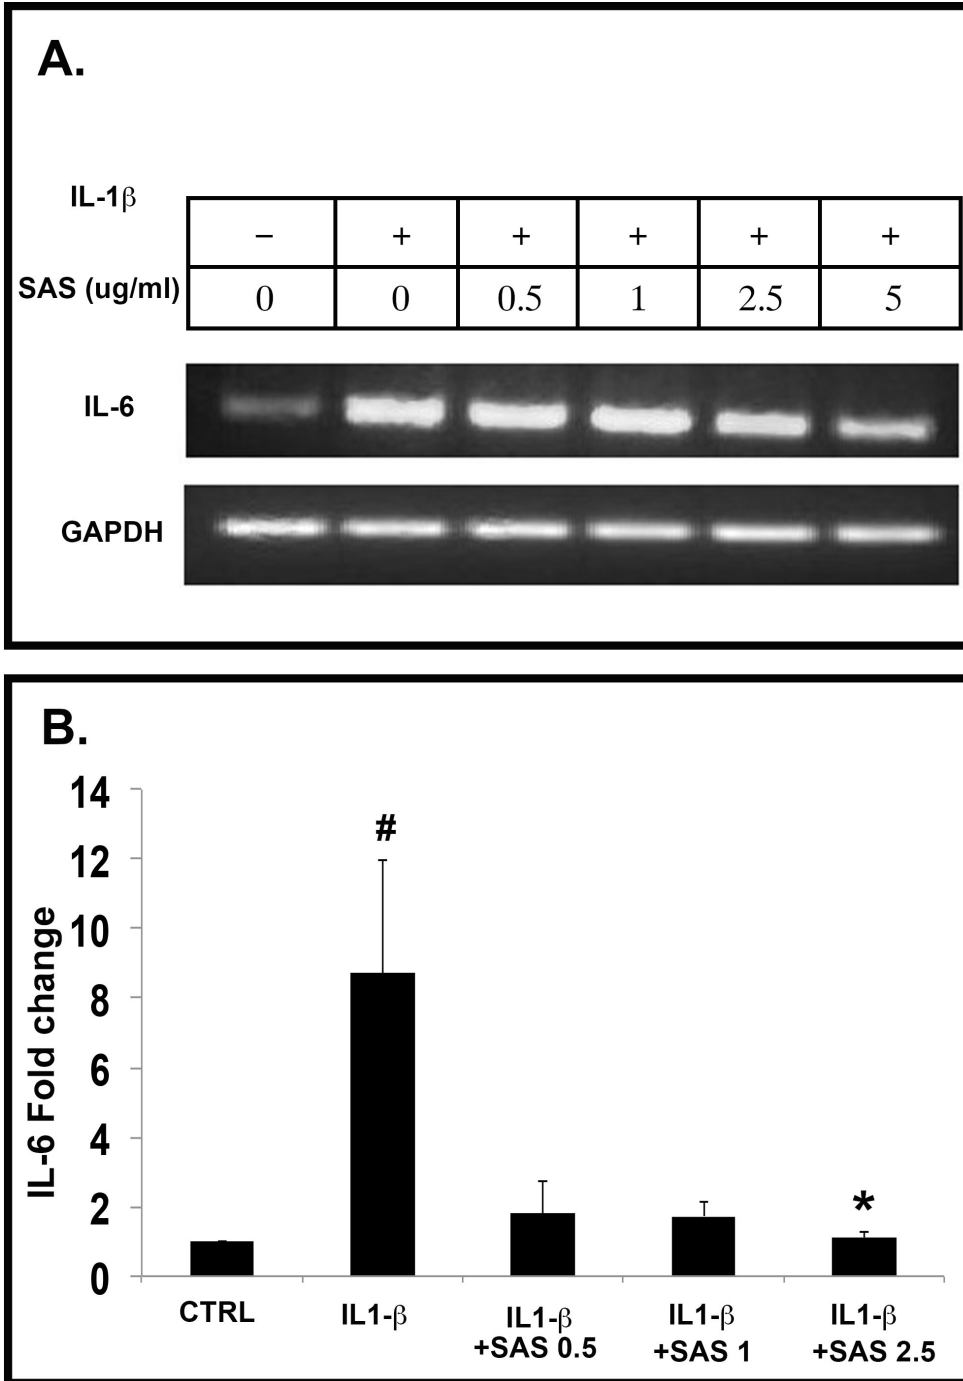 A.
IL-1β
− + + + + +
SAS (ug/ml)
0 0 0.5 1 2.5 5
IL-6
GAPDH
B.
14
#
12
10
8
6
4
2
0
*
IL-6 Fold change
CTRL IL1-β IL1-β IL1-β IL1-β
+SAS 0.5 +SAS 1 +SAS 2.5